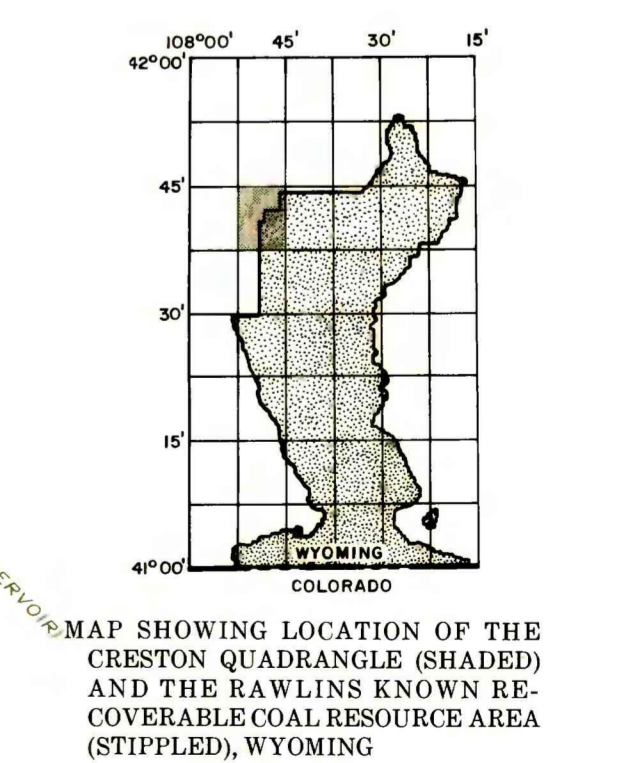 108°00' 45' 30' 15'
42°00'
45'
30'
15'
41°00'
WYOMING
COLORADO
MAP SHOWING LOCATION OF THE
CRESTON QUADRANGLE (SHADED)
AND THE RAWLINS KNOWN RE-
COVERABLE COAL RESOURCE AREA
(STIPPLED), WYOMING